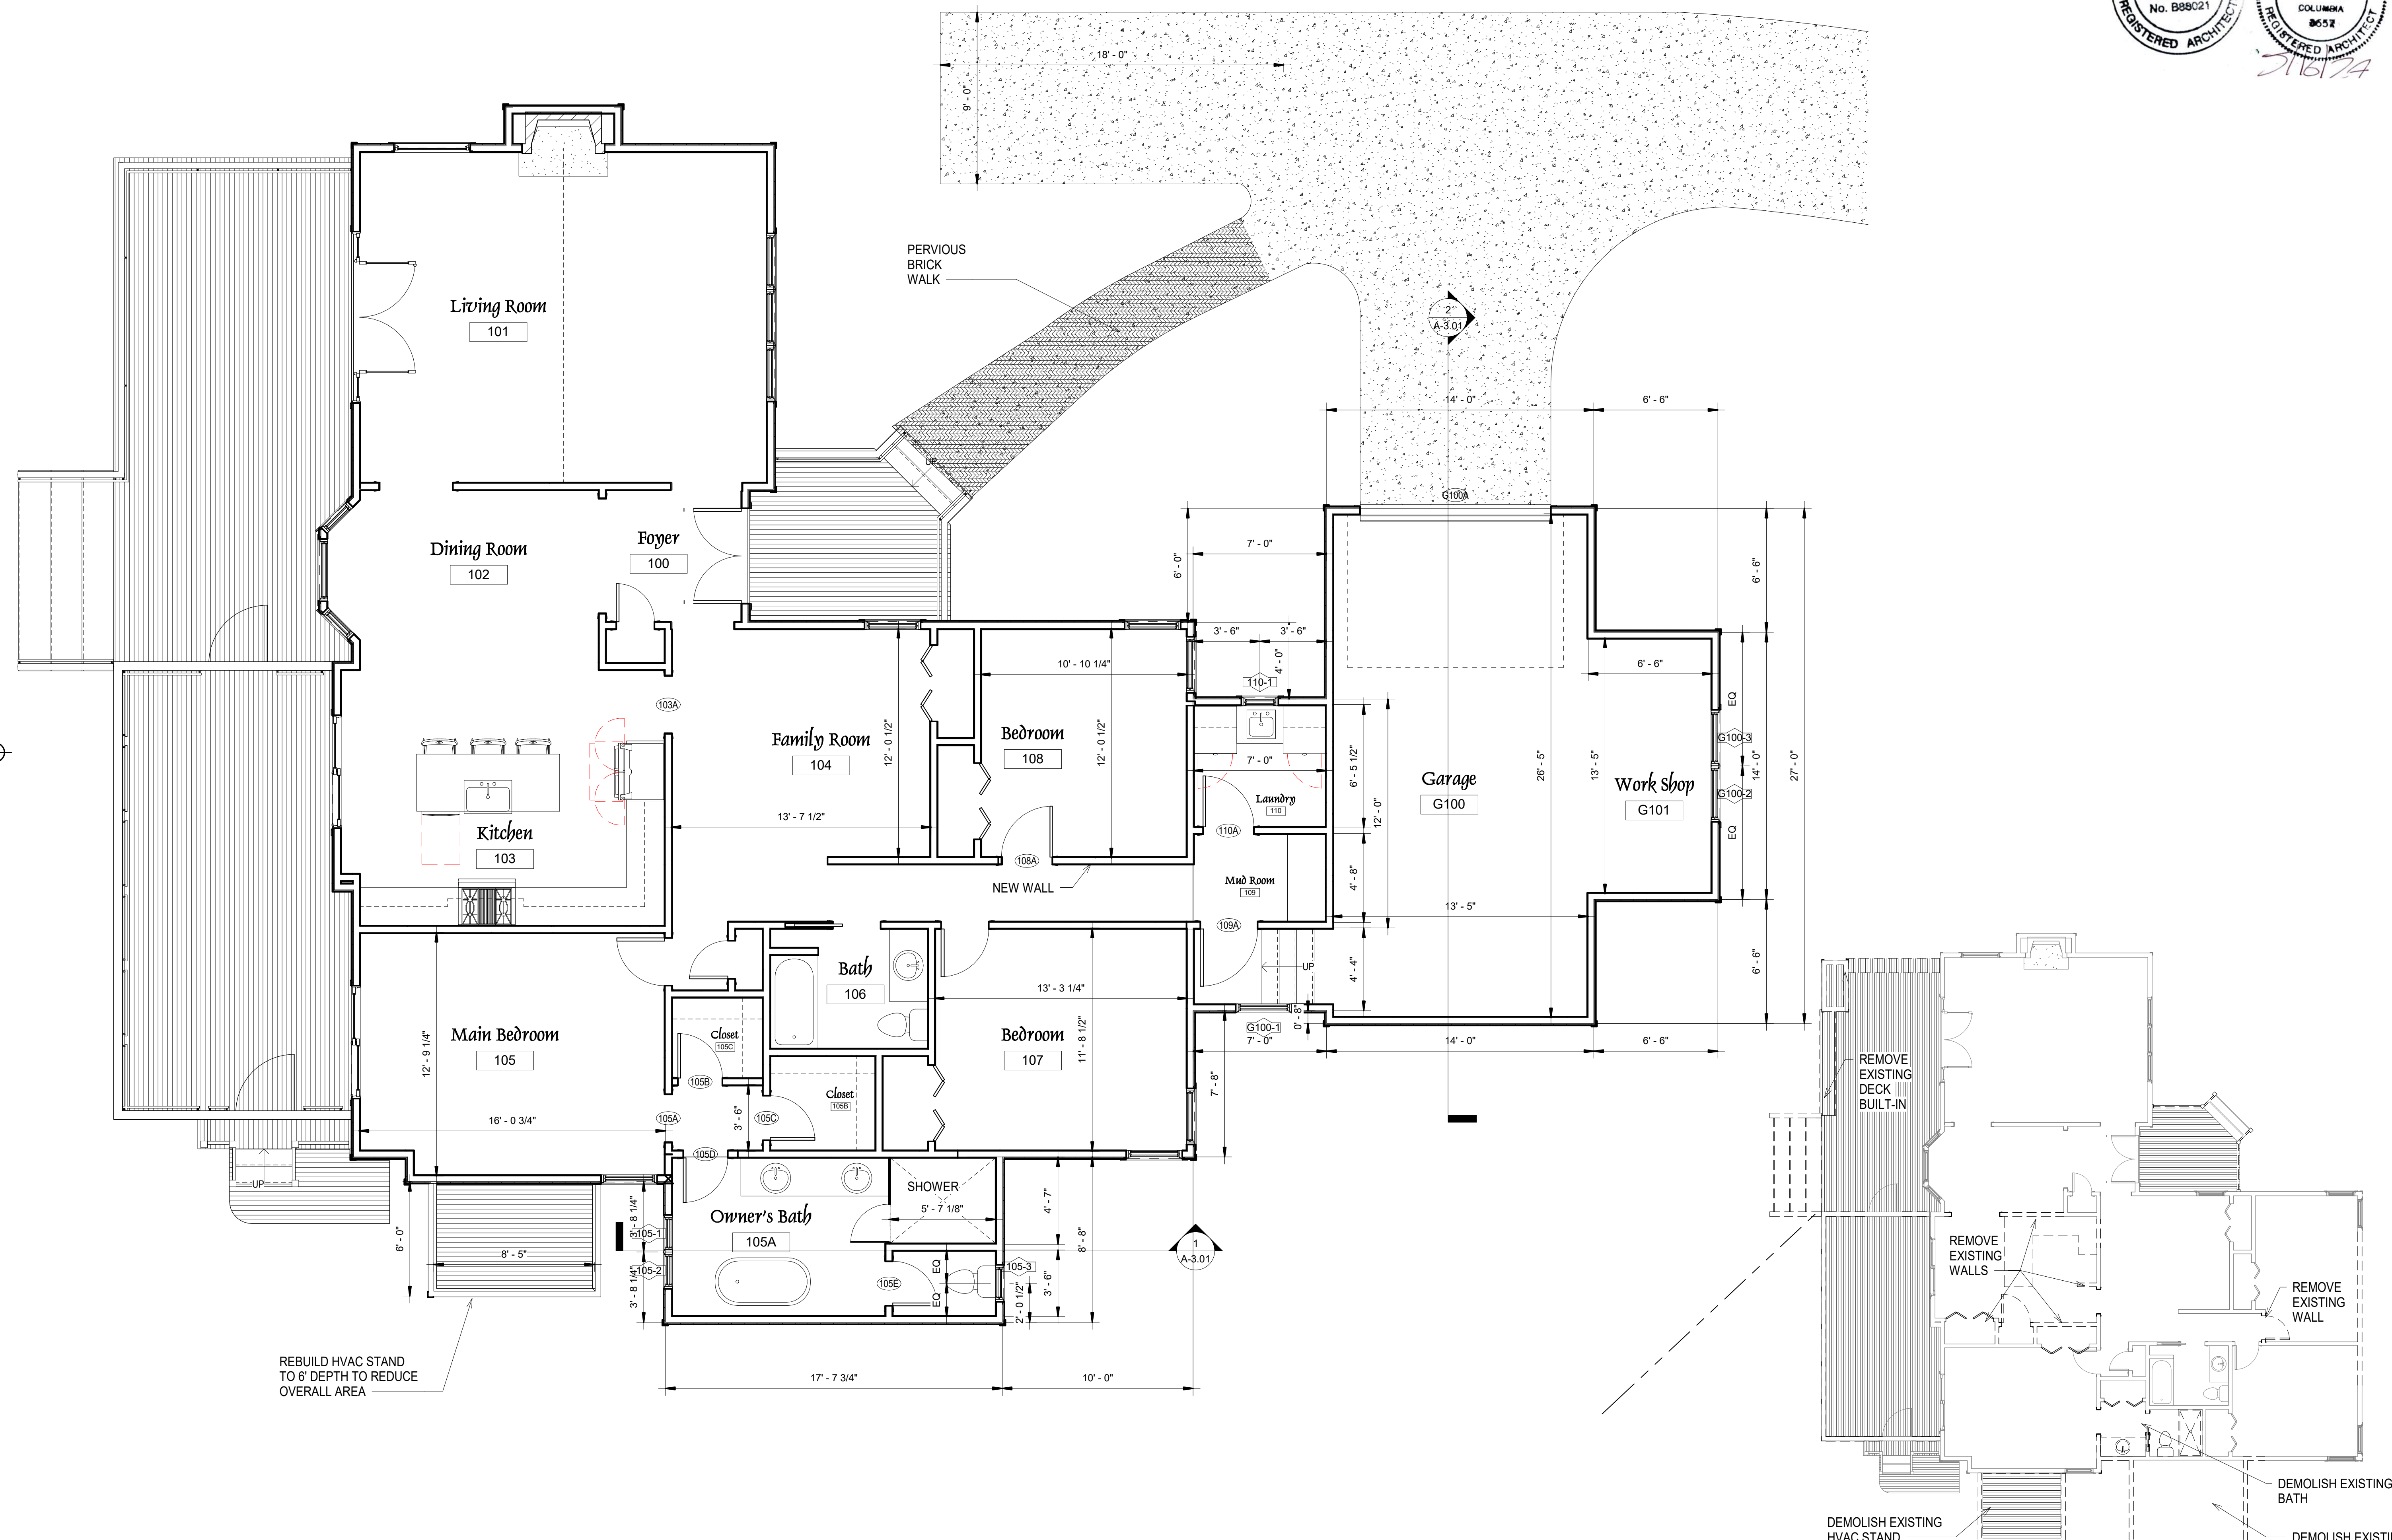 No. B88021
REGISTERED ARCHITECT
COLUMBIA
REGISTERED ARCHITECT
18' - 0"
9' - 0"
PERVIOUS
BRICK
WALK
Living Room
101
2
A-3.01
14' - 0"
6' - 6"
UP
G100A
Dining Room
102
Foyer
100
7' - 0"
6' - 0"
6' - 6"
3' - 6"
3' - 6"
4' - 0"
10' - 10 1/4"
6' - 6"
110-1
103A
EQ
Family Room
104
12' - 0 1/2"
Bedroom
108
12' - 0 1/2"
7' - 0"
6' - 5 1/2"
12' - 0"
Garage
G100
26' - 5"
13' - 5"
Work Shop
G101
G100-3
14' - 0"
27' - 0"
G100-2
EQ
Laundry
110
110A
13' - 7 1/2"
Kitchen
103
108A
NEW WALL
Mud Room
109
4' - 8"
13' - 5"
109A
4' - 4"
UP
6' - 6"
Bath
106
13' - 3 1/4"
Main Bedroom
105
12' - 9 1/4"
Closet
105C
105B
Bedroom
107
11' - 8 1/2"
G100-1
0' - 8"
7' - 0"
14' - 0"
6' - 6"
7' - 8"
Closet
105B
3' - 6"
105A
105C
16' - 0 3/4"
105D
UP
SHOWER
5' - 7 1/8"
4' - 7"
8' - 8"
Owner's Bath
105A
3' - 8 1/4"
105-1
105-2
3' - 8 1/4"
6' - 0"
8' - 5"
105E
EQ
EQ
105-3
3' - 6"
2' - 0 1/2"
1
A-3.01
REBUILD HVAC STAND
TO 6' DEPTH TO REDUCE
OVERALL AREA
17' - 7 3/4"
10' - 0"
REMOVE
EXISTING
DECK
BUILT-IN
REMOVE
EXISTING
WALLS
REMOVE
EXISTING
WALL
DEMOLISH EXISTING
BATH
DEMOLISH EXISTING
HVAC STAND